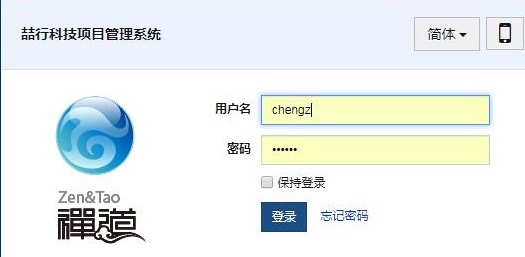 喆行科技项目管理系统
简体
用户名
chengz
密码
••••••
保持登录
Zen&Tao
禪道
登录 忘记密码